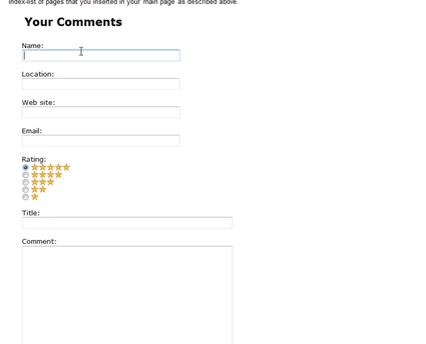 index-list of pages that you inserted in your main page as described above.
Your Comments
Name:
Location:
Web site:
Email:
Rating:
Title:
Comment: